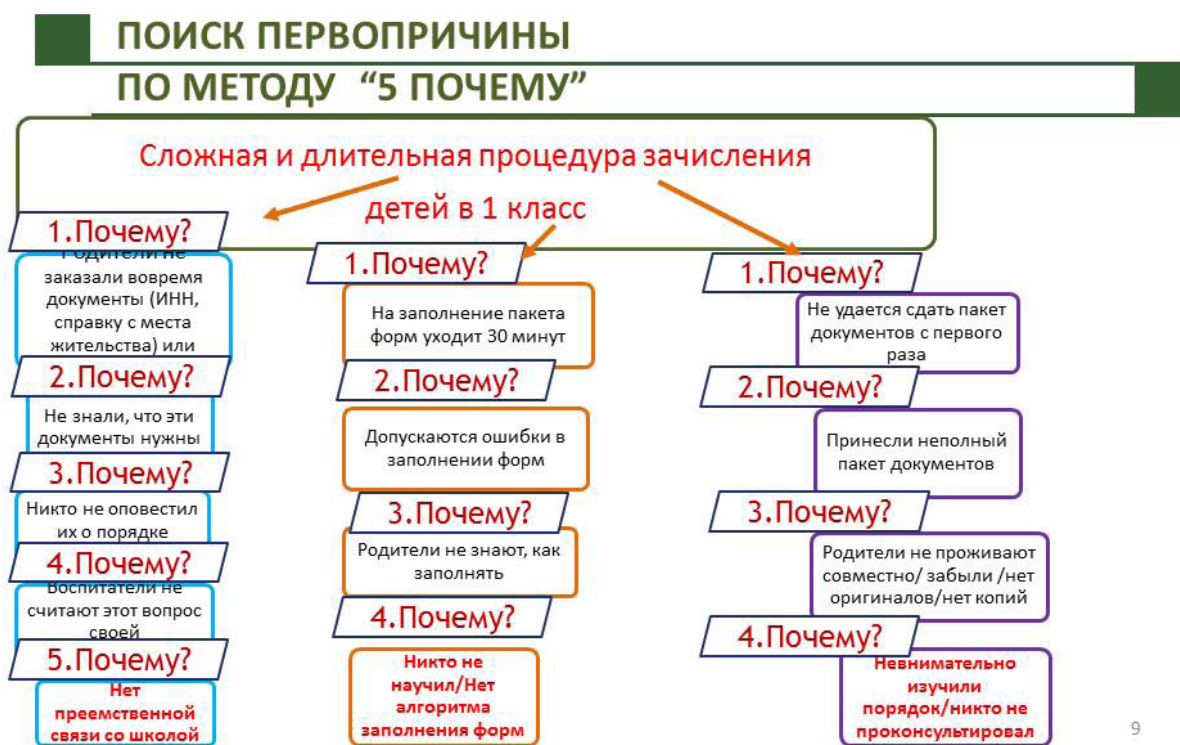 ПОИСК ПЕРВОПРИЧИНЫ
ПО МЕТОДУ “5 ПОЧЕМУ”
Сложная и длительная процедура зачисления
детей в 1 класс
1.Почему?
Родители не
заказали вовремя
документы (ИНН,
справку с места
жительства) или
2.Почему?
Не знали, что эти
документы нужны
3.Почему?
Никто не оповестил
их о порядке
4.Почему?
Воспитатели не
считают этот вопрос
своей
5.Почему?
Нет
преемственной
связи со школой
1.Почему?
На заполнение пакета
форм уходит 30 минут
2.Почему?
Допускаются ошибки в
заполнении форм
3.Почему?
Родители не знают, как
заполнять
4.Почему?
Никто не
научил/Нет
алгоритма
заполнения форм
1.Почему?
Не удается сдать пакет
документов с первого
раза
2.Почему?
Принесли неполный
пакет документов
3.Почему?
Родители не проживают
совместно/ забыли /нет
оригиналов/нет копий
4.Почему?
Невнимательно
изучили
порядок/никто не
проконсультировал
9